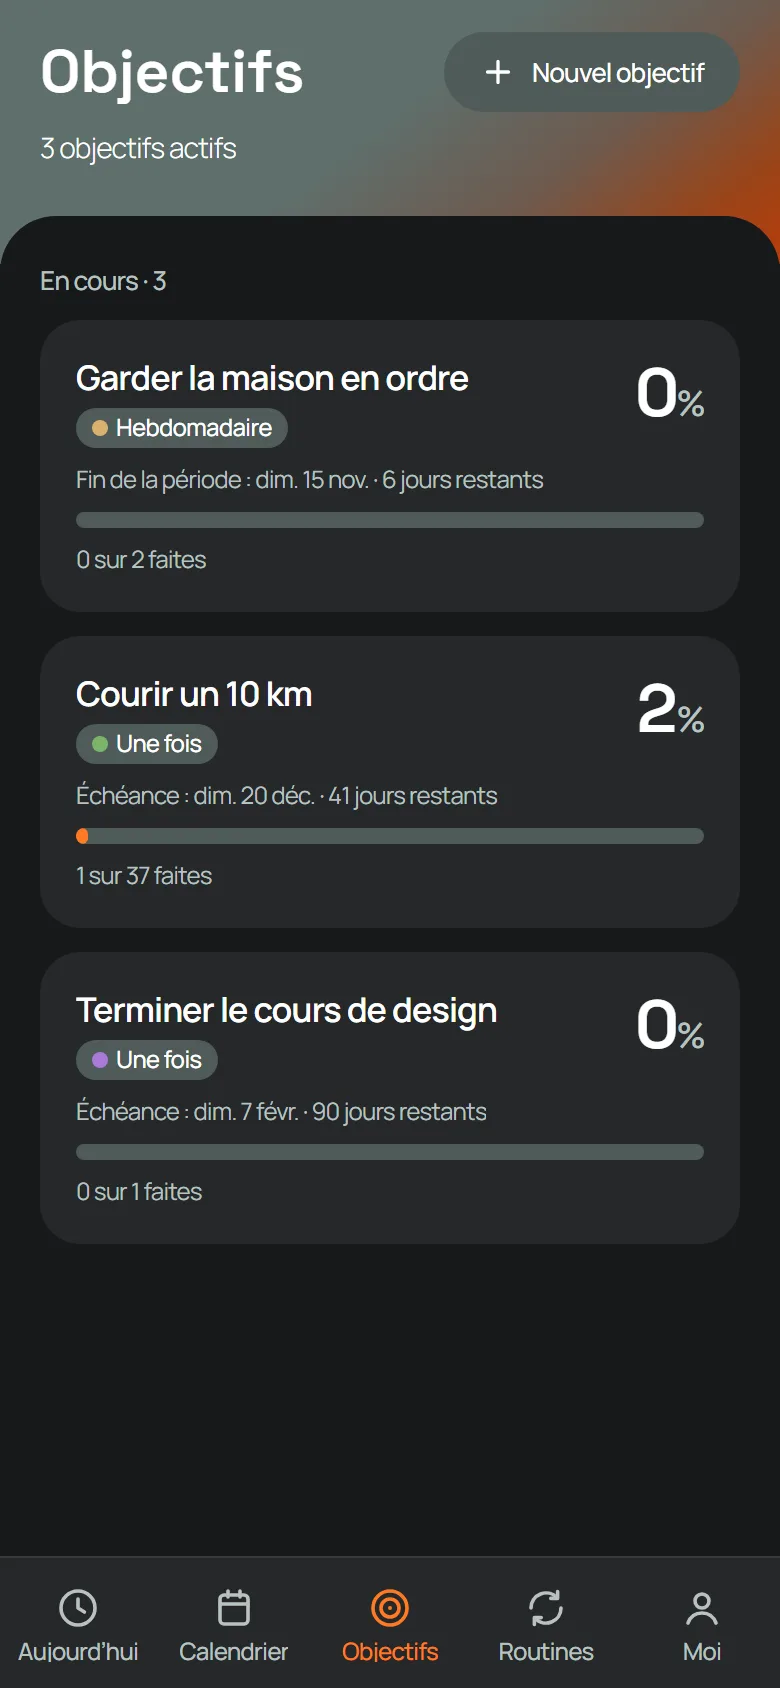 Objectifs
Nouvel objectif
3 objectifs actifs
En cours · 3
Garder la maison en ordre
0%
Hebdomadaire
Fin de la période : dim. 15 nov. · 6 jours restants
0 sur 2 faites
Courir un 10 km
2%
Une fois
Échéance : dim. 20 déc. · 41 jours restants
1 sur 37 faites
Terminer le cours de design
0%
Une fois
Échéance : dim. 7 févr. · 90 jours restants
0 sur 1 faites
Aujourd’hui
Calendrier
Objectifs
Routines
Moi